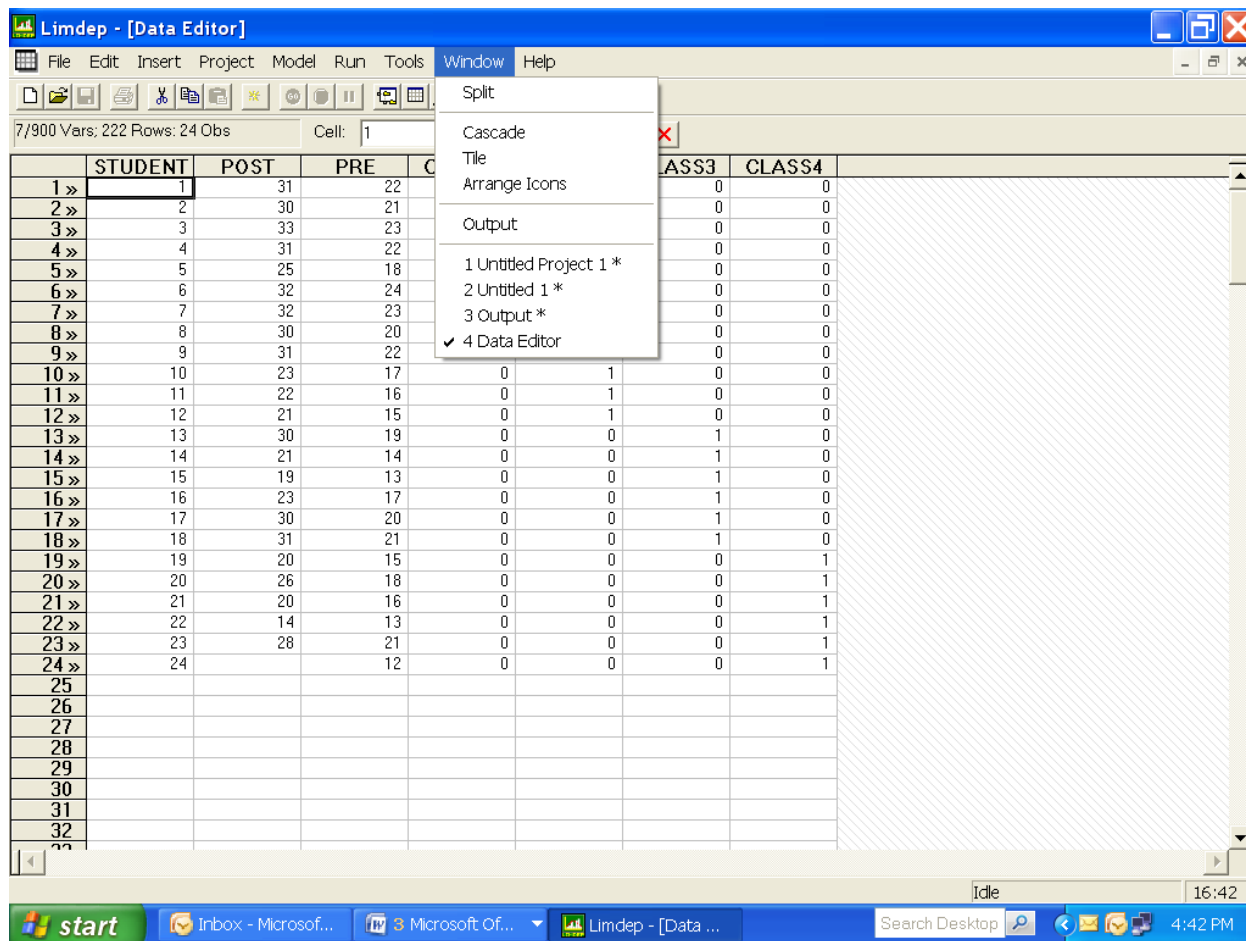 Limdep - [Data Editor]
File Edit Insert Project Model Run Tools Window Help
7/900 Vars; 222 Rows: 24 Obs Cell: 1
Split
Cascade
Tile
Arrange Icons
Output
1 Untitled Project 1 *
2 Untitled 1 *
3 Output *
✔ 4 Data Editor
STUDENT POST PRE C LASS3 CLASS4
1 » 1 31 22 0 0
2 » 2 30 21 0 0
3 » 3 33 23 0 0
4 » 4 31 22 0 0
5 » 5 25 18 0 0
6 » 6 32 24 0 0
7 » 7 32 23 0 0
8 » 8 30 20 0 0
9 » 9 31 22 0 0
10 » 10 23 17 0 1 0 0
11 » 11 22 16 0 1 0 0
12 » 12 21 15 0 1 0 0
13 » 13 30 19 0 0 1 0
14 » 14 21 14 0 0 1 0
15 » 15 19 13 0 0 1 0
16 » 16 23 17 0 0 1 0
17 » 17 30 20 0 0 1 0
18 » 18 31 21 0 0 1 0
19 » 19 20 15 0 0 0 1
20 » 20 26 18 0 0 0 1
21 » 21 20 16 0 0 0 1
22 » 22 14 13 0 0 0 1
23 » 23 28 21 0 0 0 1
24 » 24 12 0 0 0 1
25
26
27
28
29
30
31
32
Idle 16:42
start Inbox - Microsof... 3 Microsoft Of... Limdep - [Data ... Search Desktop 4:42 PM